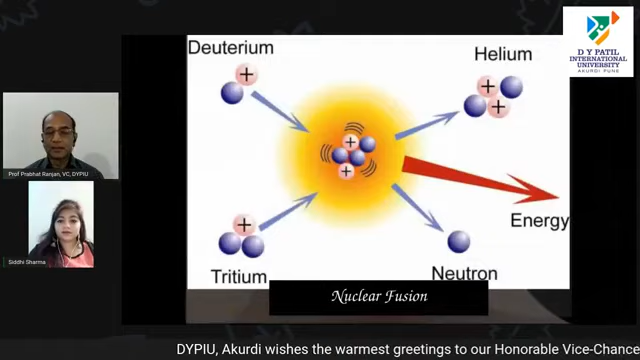 Deuterium
Helium
D Y PATIL
INTERNATIONAL
UNIVERSITY
AKURDI PUNE
Prof Prabhat Ranjan, VC, DYPIU
Siddhi Sharma
Energy
Tritium
Neutron
Nuclear Fusion
DYPIU, Akurdi wishes the warmest greetings to our Honorable Vice-Chance